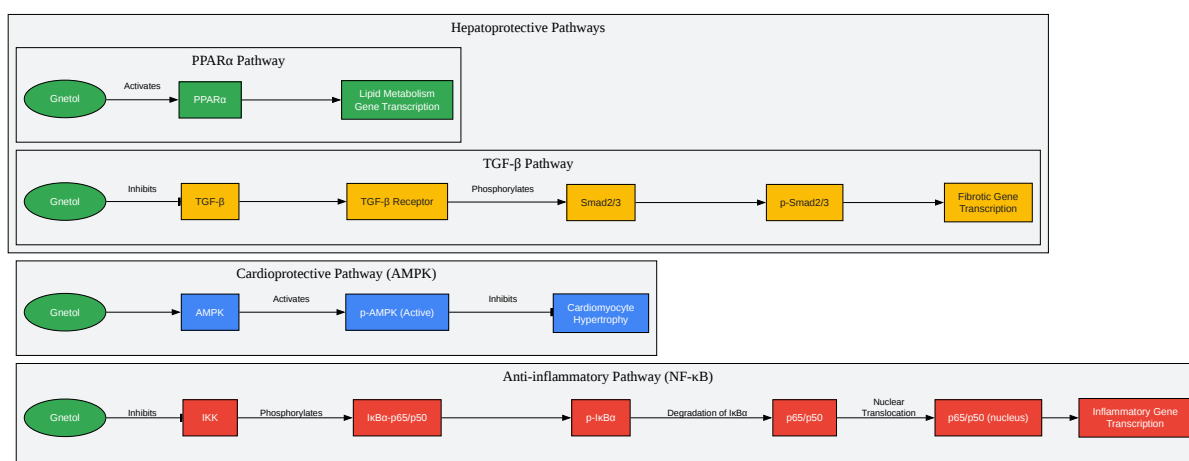 Hepatoprotective Pathways
PPARα Pathway
Gnetol
Activates
PPARα
Lipid Metabolism
Gene Transcription
TGF-β Pathway
Gnetol
Inhibits
TGF-β
TGF-β Receptor
Phosphorylates
Smad2/3
p-Smad2/3
Fibrotic Gene
Transcription
Cardioprotective Pathway (AMPK)
Gnetol
AMPK
Activates
p-AMPK (Active)
Inhibits
Cardiomyocyte
Hypertrophy
Anti-inflammatory Pathway (NF-κB)
Gnetol
Inhibits
IKK
Phosphorylates
IκBα-p65/p50
p-IκBα
Degradation of IκBα
p65/p50
Nuclear
Translocation
p65/p50 (nucleus)
Inflammatory Gene
Transcription